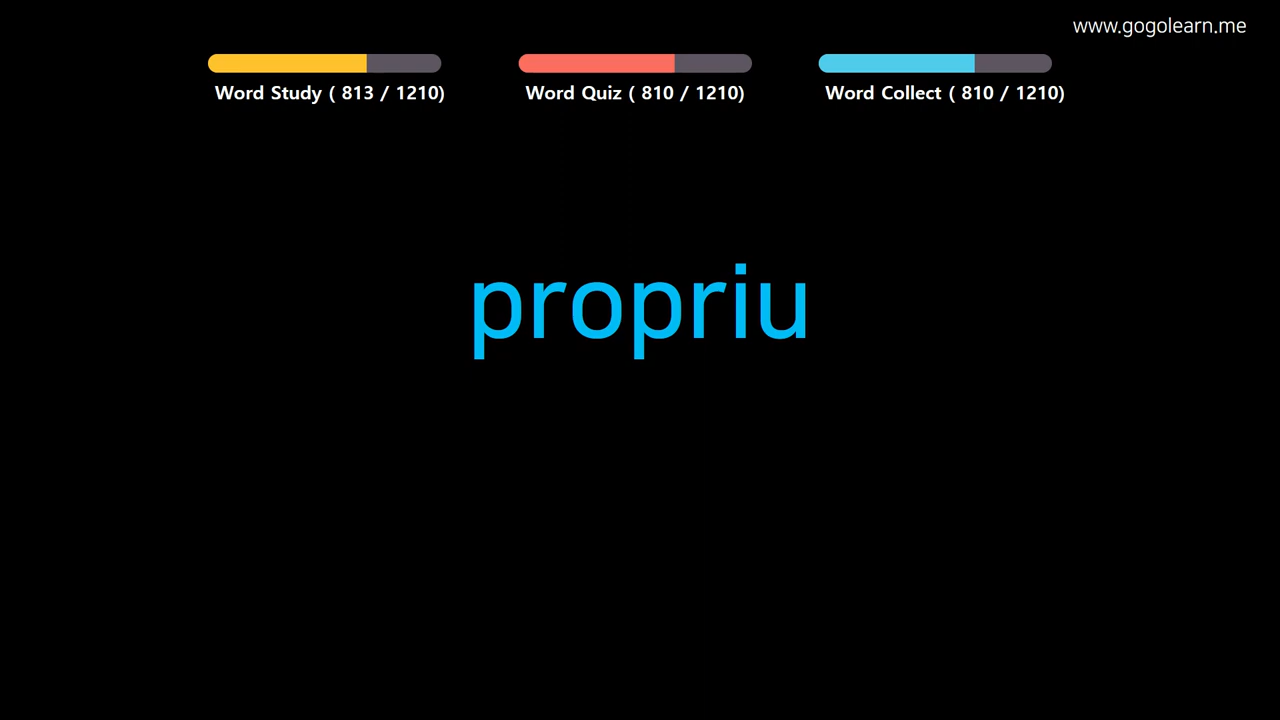 www.gogolearn.me
Word Study ( 813 / 1210)
Word Quiz ( 810 / 1210)
Word Collect ( 810 / 1210)
propriu